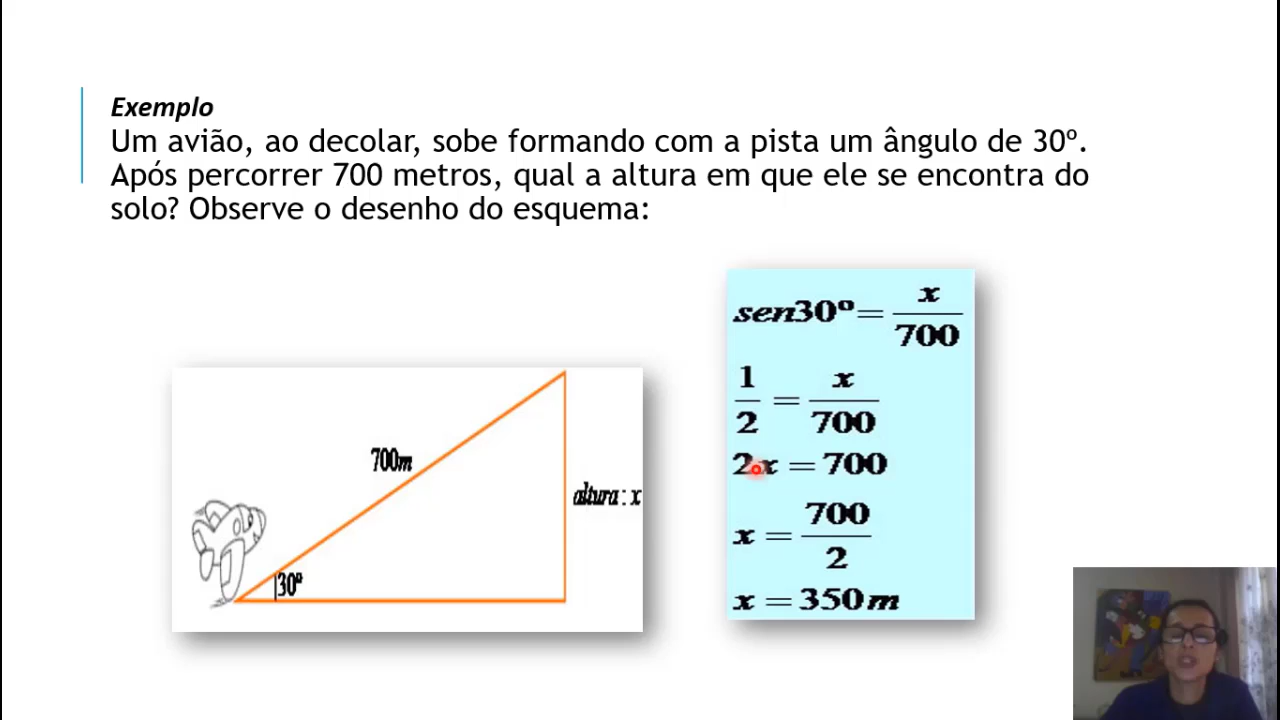 Exemplo
Um avião, ao decolar, sobe formando com a pista um ângulo de 30º.
Após percorrer 700 metros, qual a altura em que ele se encontra do
solo? Observe o desenho do esquema:
700m
altura : x
30º
sen30º = x/700
1/2 = x/700
2x = 700
x = 700/2
x = 350m